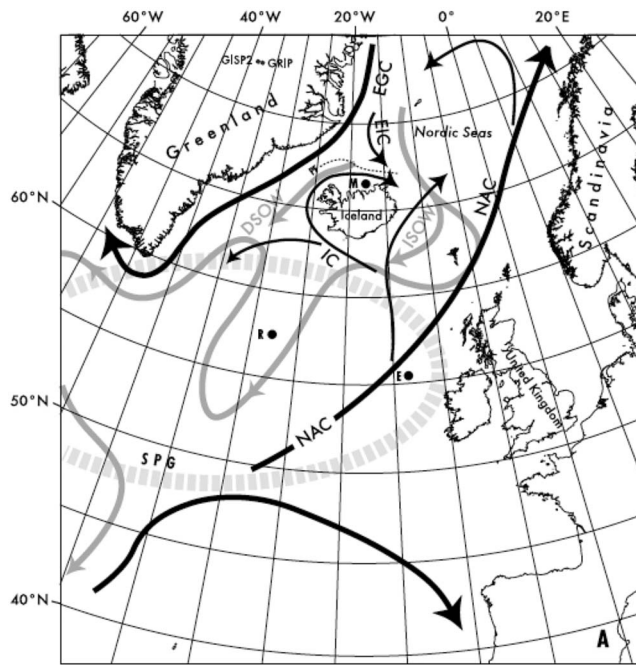 60°W
40°W
20°W
0°
20°E
GISP2
GRIP
EGC
Greenland
EIC
Nordic Seas
Scandinavia
60°N
M
Iceland
NAC
DSOW
ISOW
IC
R
E
United Kingdom
50°N
NAC
SPG
40°N
A